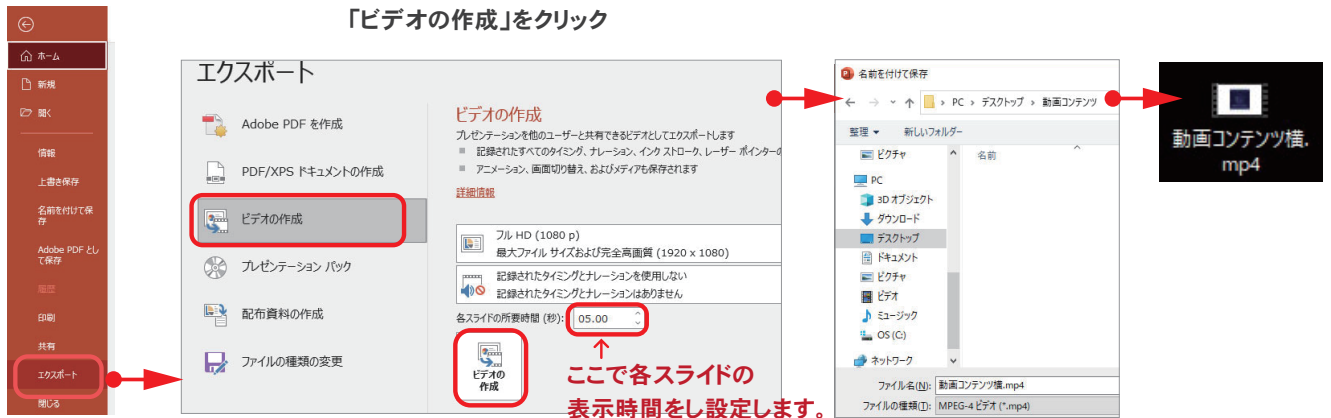 「ビデオの作成」をクリック
ホーム
新規
開く
情報
上書き保存
名前を付けて保
存
Adobe PDF とし
て保存
履歴
印刷
共有
エクスポート
閉じる
エクスポート
Adobe PDF を作成
PDF/XPS ドキュメントの作成
ビデオの作成
プレゼンテーション パック
配布資料の作成
ファイルの種類の変更
ビデオの作成
プレゼンテーションを他のユーザーと共有できるビデオとしてエクスポートします
記録されたすべてのタイミング、ナレーション、インク ストローク、レーザー ポインターの
アニメーション、画面切り替え、およびメディアも保存されます
詳細情報
フル HD (1080 p)
最大ファイル サイズおよび完全高画質 (1920 x 1080)
記録されたタイミングとナレーションを使用しない
記録されたタイミングとナレーションはありません
各スライドの所要時間 (秒): 05.00
ビデオの
作成
↑
ここで各スライドの
表示時間をし設定します。
名前を付けて保存
PC › デスクトップ › 動画コンテンツ
整理 新しいフォルダー
ピクチャ
PC
3D オブジェクト
ダウンロード
デスクトップ
ドキュメント
ピクチャ
ビデオ
ミュージック
OS (C:)
ネットワーク
名前
ファイル名(N): 動画コンテンツ横.mp4
ファイルの種類(T): MPEG-4 ビデオ (*.mp4)
動画コンテンツ横.
mp4